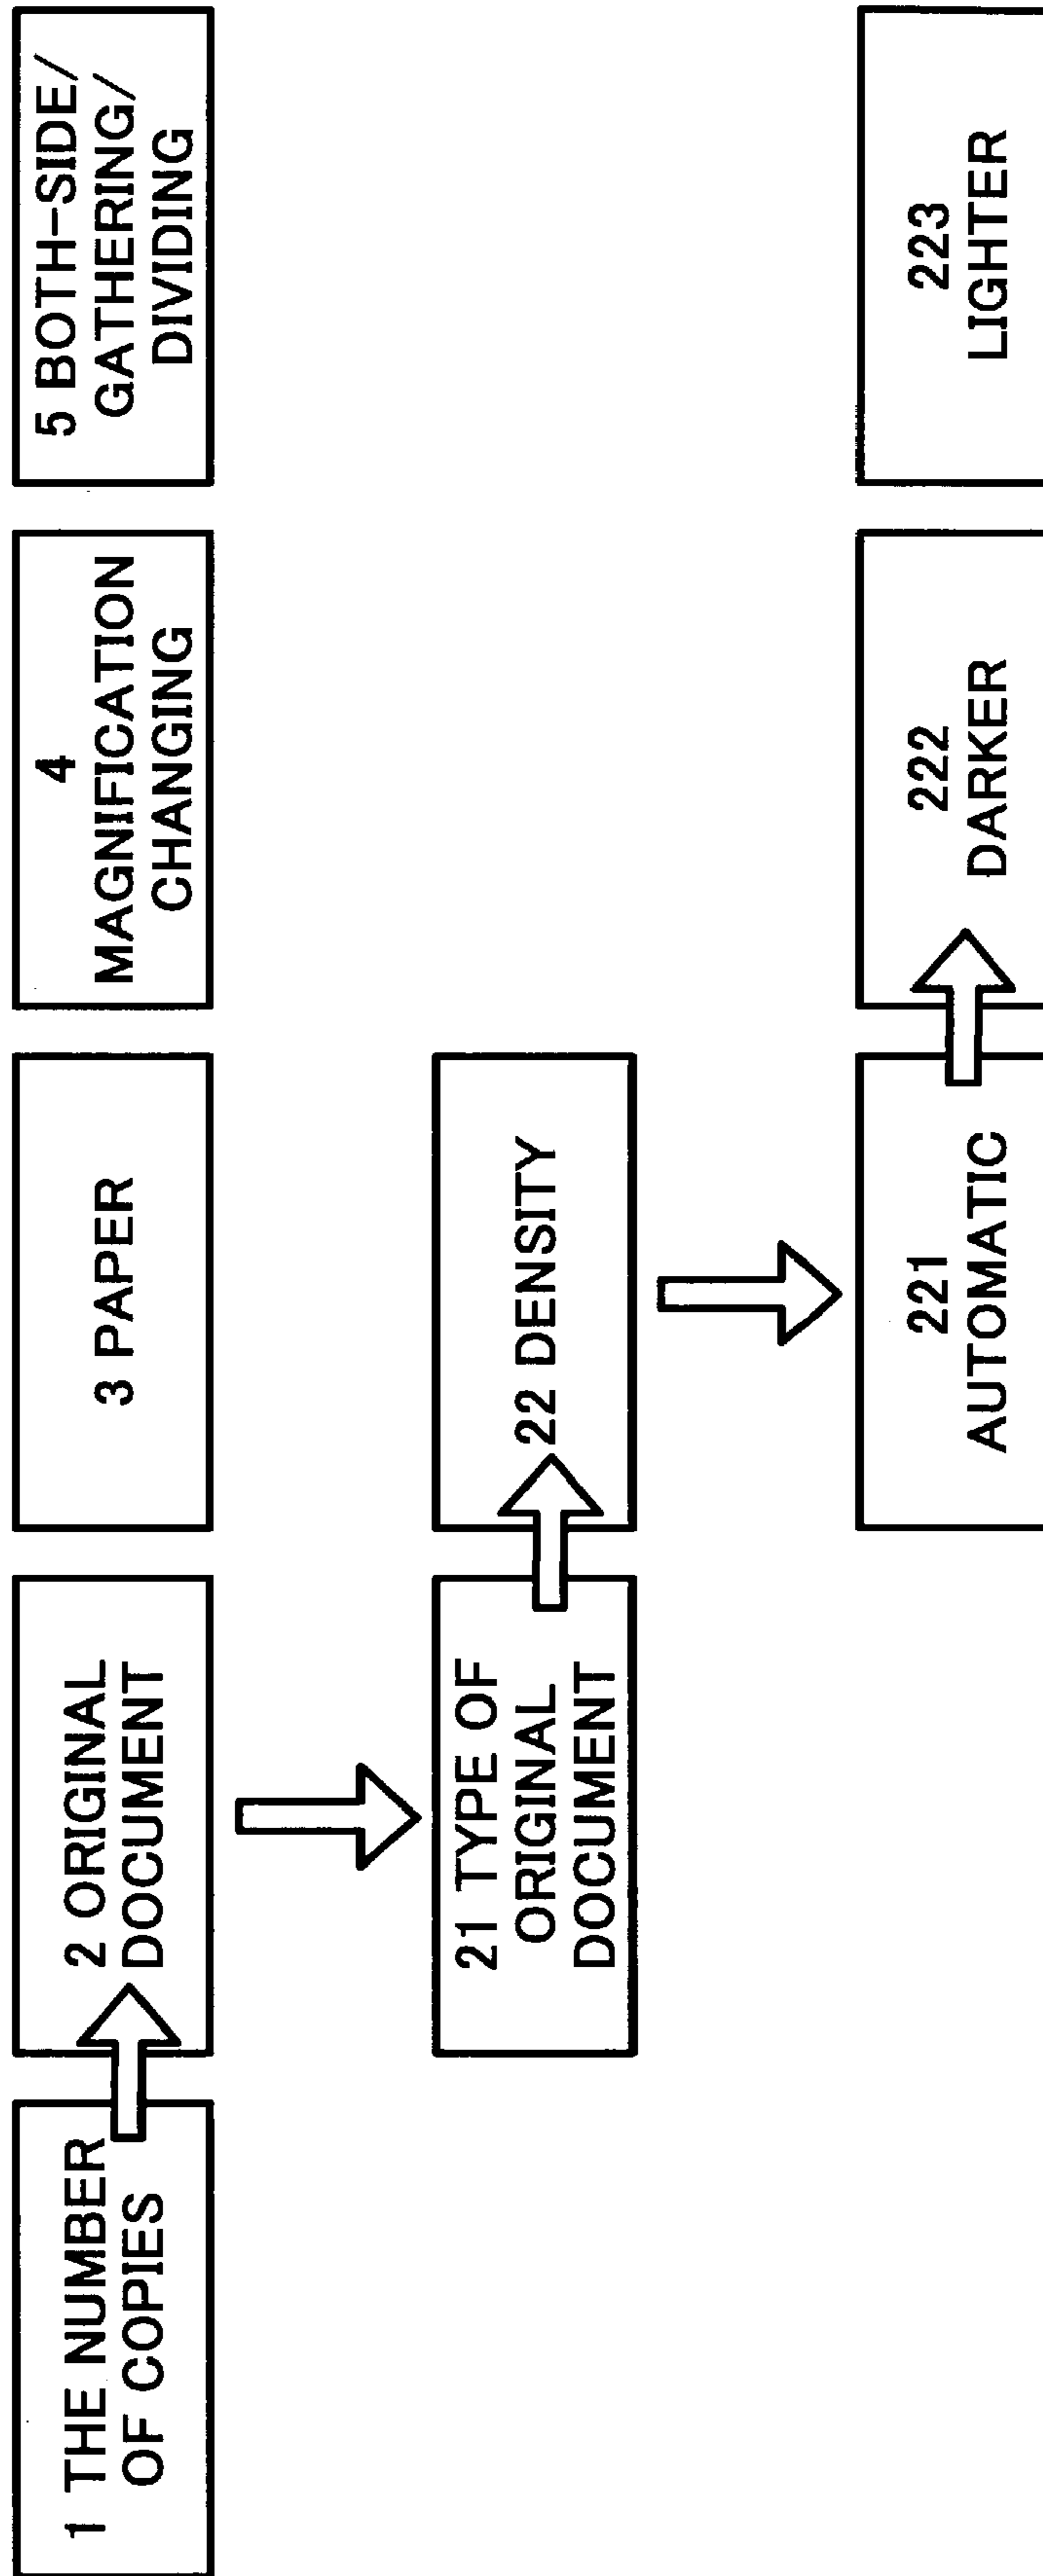 1 THE NUMBER
OF COPIES
2 ORIGINAL
DOCUMENT
3 PAPER
4
MAGNIFICATION
CHANGING
5 BOTH-SIDE/
GATHERING/
DIVIDING
21 TYPE OF
ORIGINAL
DOCUMENT
22 DENSITY
221
AUTOMATIC
222
DARKER
223
LIGHTER